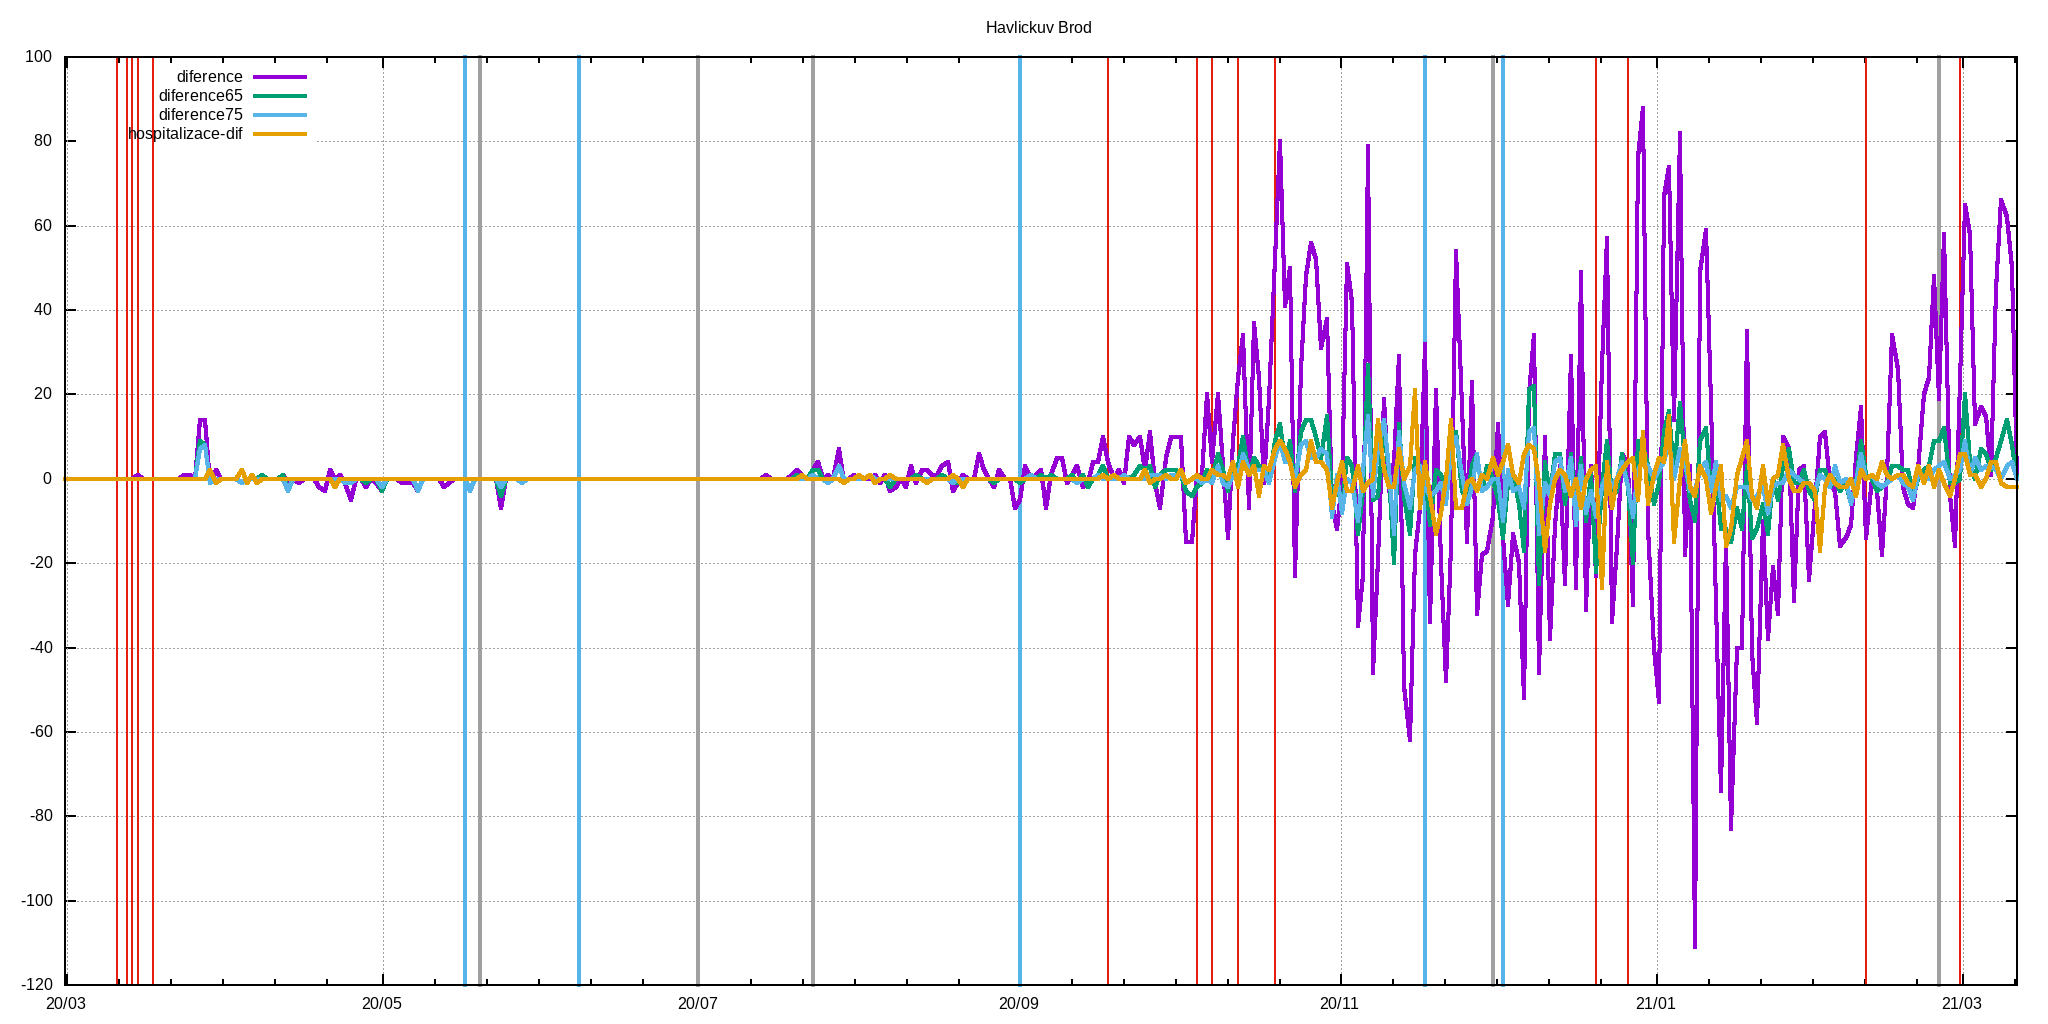 Havlickuv Brod
100
80
60
40
20
0
-20
-40
-60
-80
-100
-120
diference
diference65
diference75
hospitalizace-dif
20/03 20/05 20/07 20/09 20/11 21/01 21/03